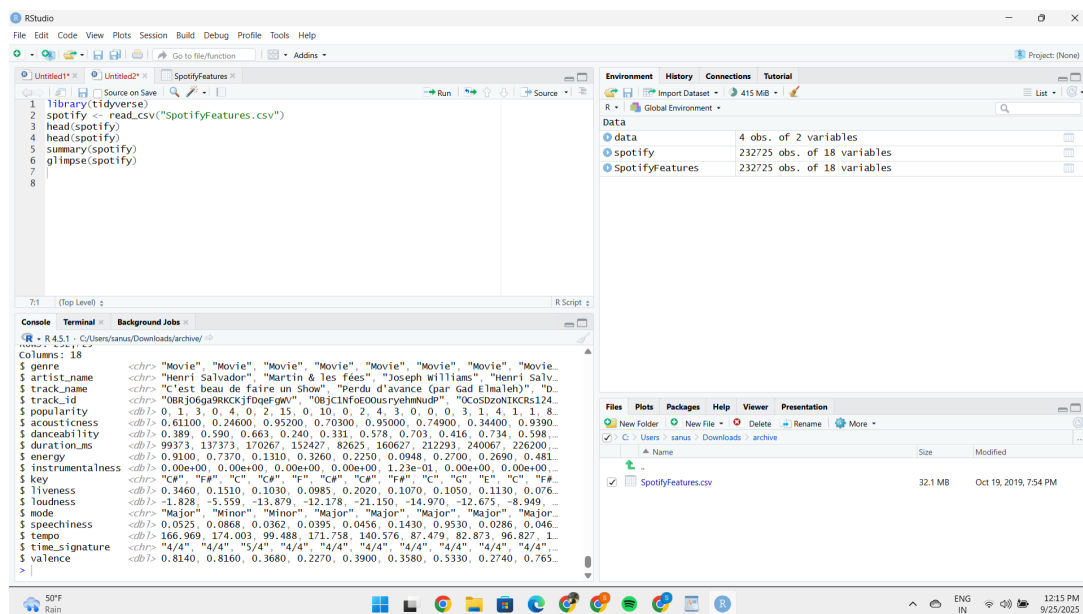 RStudio
File Edit Code View Plots Session Build Debug Profile Tools Help
Go to file/function Addins Project: (None)
Untitled1* Untitled2* SpotifyFeatures
Source on Save Run Source
1 library(tidyverse)
2 spotify <- read_csv("SpotifyFeatures.csv")
3 head(spotify)
4 head(spotify)
5 summary(spotify)
6 glimpse(spotify)
7
8
7:1 (Top Level) R Script
Console Terminal Background Jobs
R 4.5.1 · C:/Users/sanus/Downloads/archive/
Columns: 18
$ genre <chr> "Movie", "Movie", "Movie", "Movie", "Movie", "Movie", "Movie", "Movie…
$ artist_name <chr> "Henri Salvador", "Martin & les fées", "Joseph Williams", "Henri Salv…
$ track_name <chr> "C'est beau de faire un Show", "Perdu d'avance (par Gad Elmaleh)", "D…
$ track_id <chr> "0BRjO6ga9RKCKjfDqeFgWV", "0BjC1NfoEOOusryehmNudP", "0CoSDzoNIKCRs124…
$ popularity <dbl> 0, 1, 3, 0, 4, 0, 2, 15, 0, 10, 0, 2, 4, 3, 0, 0, 0, 3, 1, 4, 1, 1, 8…
$ acousticness <dbl> 0.61100, 0.24600, 0.95200, 0.70300, 0.95000, 0.74900, 0.34400, 0.9390…
$ danceability <dbl> 0.389, 0.590, 0.663, 0.240, 0.331, 0.578, 0.703, 0.416, 0.734, 0.598,…
$ duration_ms <dbl> 99373, 137373, 170267, 152427, 82625, 160627, 212293, 240067, 226200,…
$ energy <dbl> 0.9100, 0.7370, 0.1310, 0.3260, 0.2250, 0.0948, 0.2700, 0.2690, 0.481…
$ instrumentalness <dbl> 0.00e+00, 0.00e+00, 0.00e+00, 0.00e+00, 1.23e-01, 0.00e+00, 0.00e+00,…
$ key <chr> "C#", "F#", "C", "C#", "F", "C#", "C#", "F#", "C", "G", "E", "C", "F#…
$ liveness <dbl> 0.3460, 0.1510, 0.1030, 0.0985, 0.2020, 0.1070, 0.1050, 0.1130, 0.076…
$ loudness <dbl> -1.828, -5.559, -13.879, -12.178, -21.150, -14.970, -12.675, -8.949, …
$ mode <chr> "Major", "Minor", "Minor", "Major", "Major", "Major", "Major", "Major…
$ speechiness <dbl> 0.0525, 0.0868, 0.0362, 0.0395, 0.0456, 0.1430, 0.9530, 0.0286, 0.046…
$ tempo <dbl> 166.969, 174.003, 99.488, 171.758, 140.576, 87.479, 82.873, 96.827, 1…
$ time_signature <chr> "4/4", "4/4", "5/4", "4/4", "4/4", "4/4", "4/4", "4/4", "4/4", "4/4",…
$ valence <dbl> 0.8140, 0.8160, 0.3680, 0.2270, 0.3900, 0.3580, 0.5330, 0.2740, 0.765…
>
Environment History Connections Tutorial
Import Dataset 415 MiB List
R Global Environment
Data
data 4 obs. of 2 variables
spotify 232725 obs. of 18 variables
SpotifyFeatures 232725 obs. of 18 variables
Files Plots Packages Help Viewer Presentation
New Folder New File Delete Rename More
C: Users sanus Downloads archive
Name Size Modified
..
SpotifyFeatures.csv 32.1 MB Oct 19, 2019, 7:54 PM
50°F
Rain
ENG
IN
12:15 PM